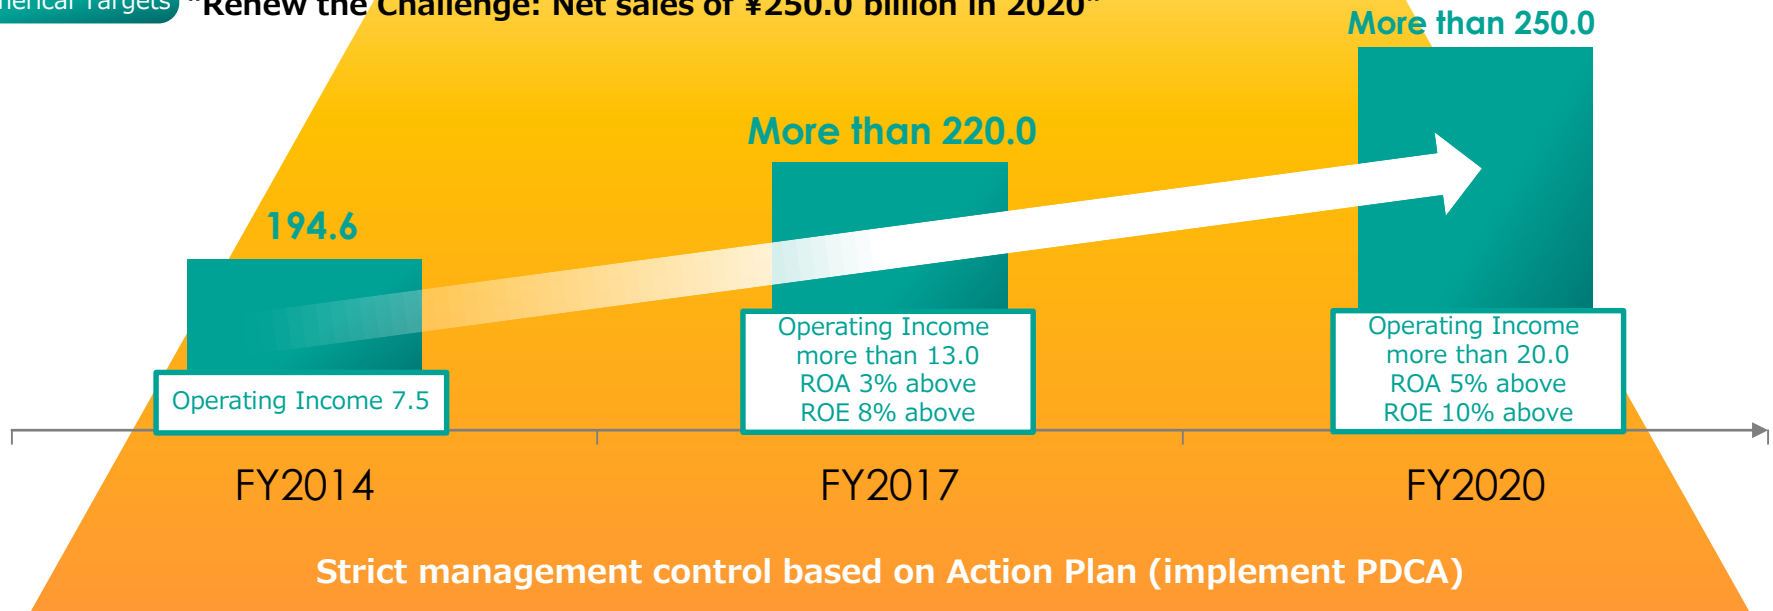 Targets "Renew the Challenge: Net sales of ¥250.0 billion in 2020"
More than 250.0
More than 220.0
194.6
Operating Income 7.5
Operating Income
more than 13.0
ROA 3% above
ROE 8% above
Operating Income
more than 20.0
ROA 5% above
ROE 10% above
FY2014
FY2017
FY2020
Strict management control based on Action Plan (implement PDCA)